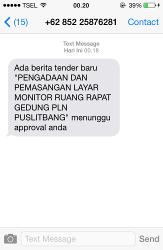 TSEL
00.20
39%
(15)
+62 852 25876281
Contact
Text Message
Hari Ini 00.18
Ada berita tender baru
"PENGADAAN DAN
PEMASANGAN LAYAR
MONITOR RUANG RAPAT
GEDUNG PLN
PUSLITBANG" menunggu
approval anda
Text Message
Send